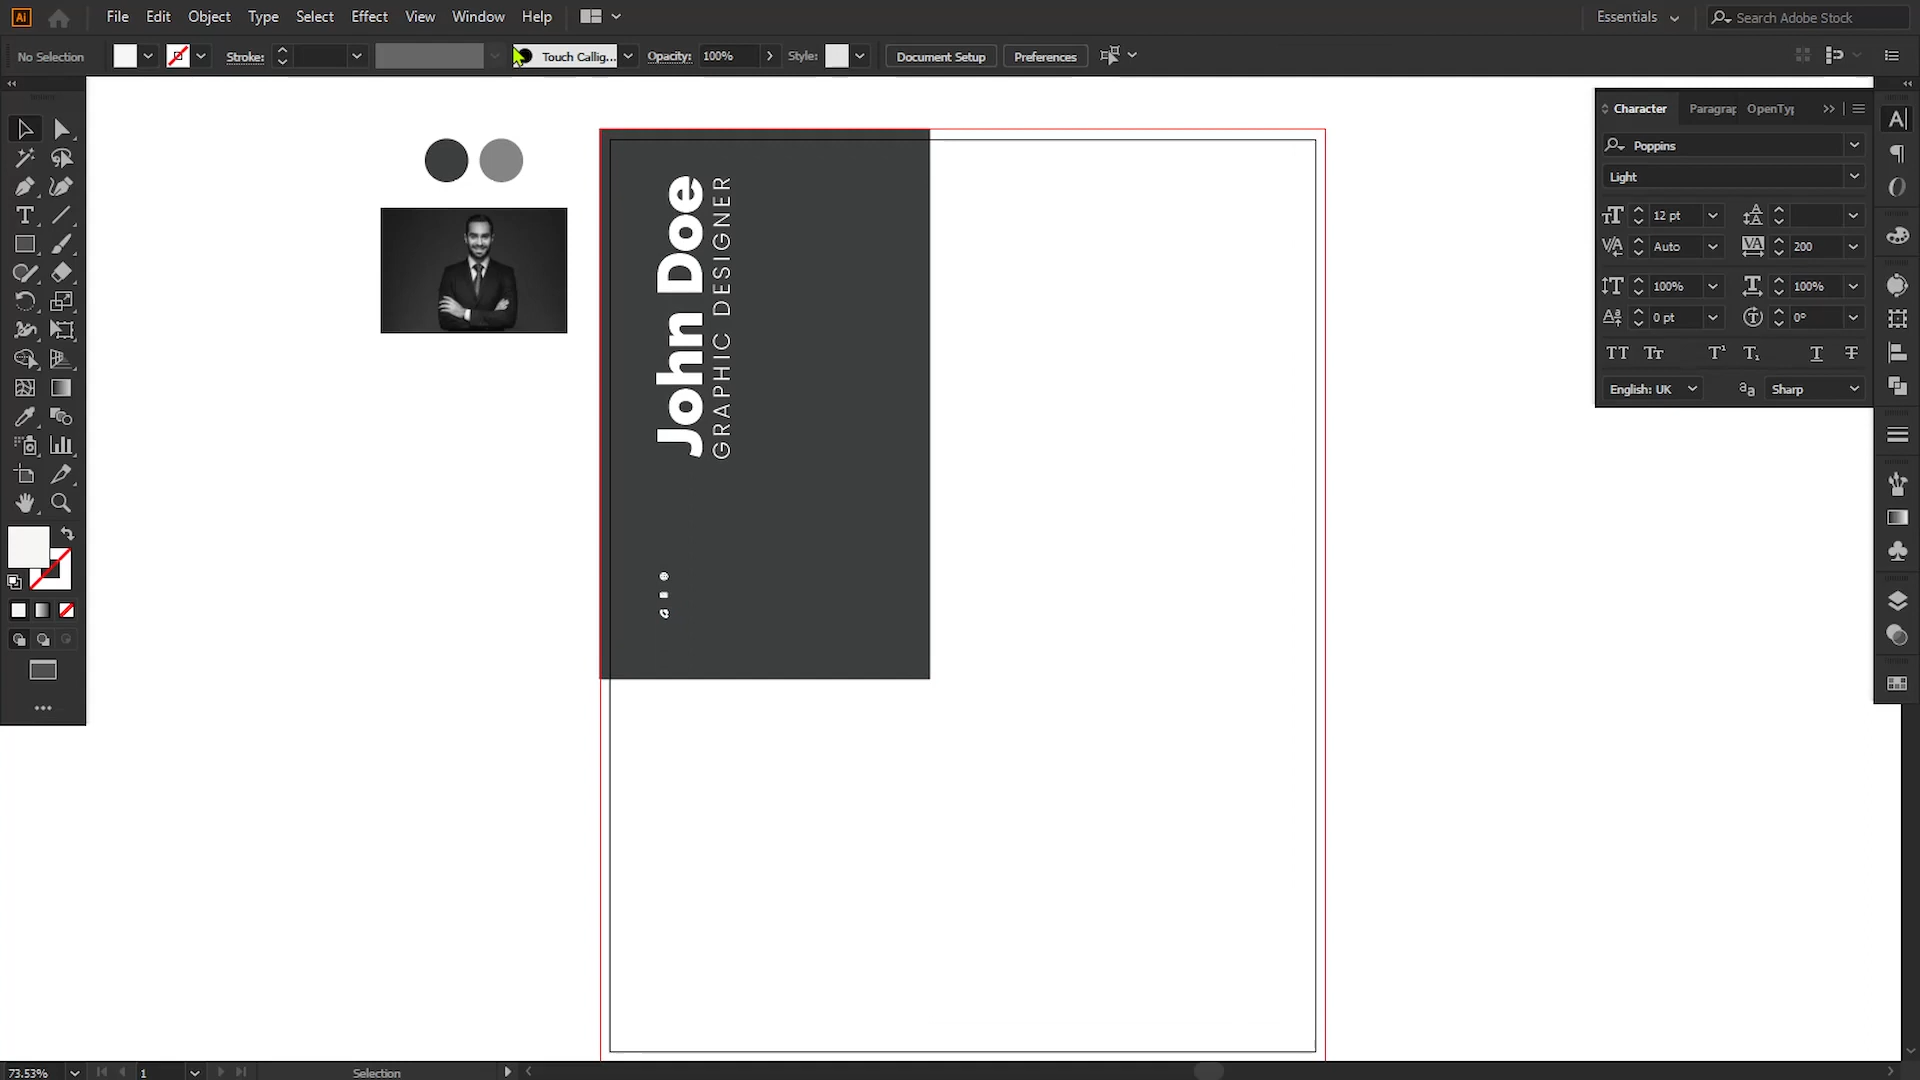 Ai File Edit Object Type Select Effect View Window Help Essentials Search Adobe Stock
No Selection Stroke: Touch Callig... Opacity: 100% Style: Document Setup Preferences
Character Paragrap OpenTy
Poppins
Light
12 pt
Auto 200
100% 100%
0 pt 0°
English: UK Sharp
John Doe
GRAPHIC DESIGNER
73.53% 1 Selection